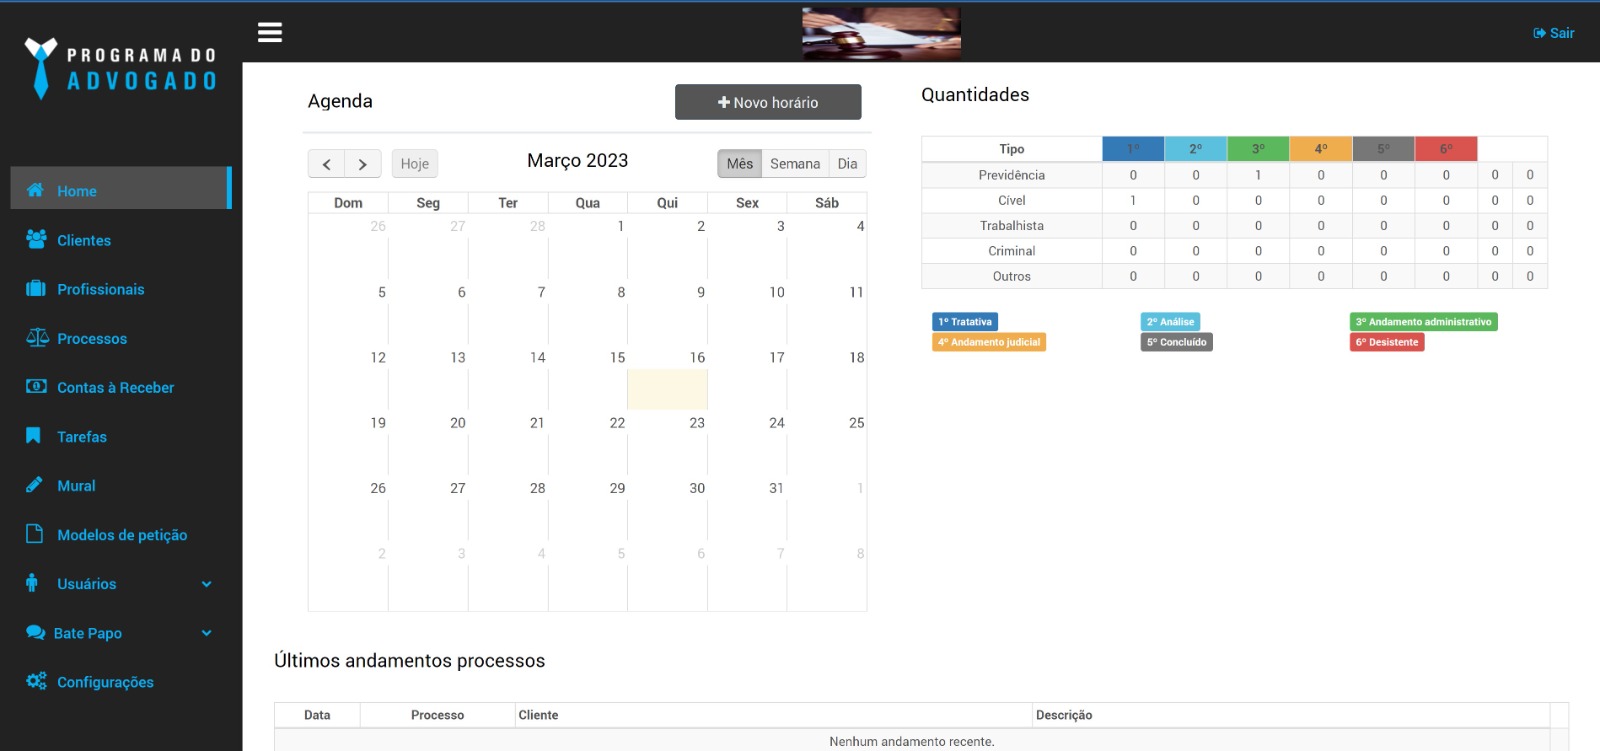 PROGRAMA DO
ADVOGADO
Home
Clientes
Profissionais
Processos
Contas à Receber
Tarefas
Mural
Modelos de petição
Usuários
Bate Papo
Configurações
Sair
Agenda
Novo horário
Hoje
Março 2023
Mês Semana Dia
Dom Seg Ter Qua Qui Sex Sáb
26 27 28 1 2 3 4
5 6 7 8 9 10 11
12 13 14 15 16 17 18
19 20 21 22 23 24 25
26 27 28 29 30 31 1
2 3 4 5 6 7 8
Quantidades
Tipo 1º 2º 3º 4º 5º 6º
Previdência 0 0 1 0 0 0 0 0
Cível 1 0 0 0 0 0 0 0
Trabalhista 0 0 0 0 0 0 0 0
Criminal 0 0 0 0 0 0 0 0
Outros 0 0 0 0 0 0 0 0
1º Tratativa 2º Análise 3º Andamento administrativo
4º Andamento judicial 5º Concluído 6º Desistente
Últimos andamentos processos
Data Processo Cliente Descrição
Nenhum andamento recente.